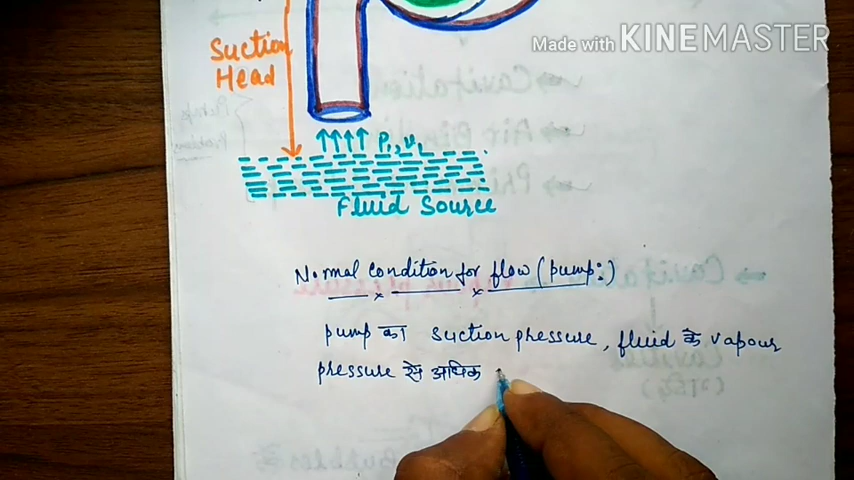 Made with KINEMASTER
Suction
Head
P1, V1
Fluid Source
Normal condition for flow (pump:)
pump का suction pressure, fluid के vapour
pressure से अधिक